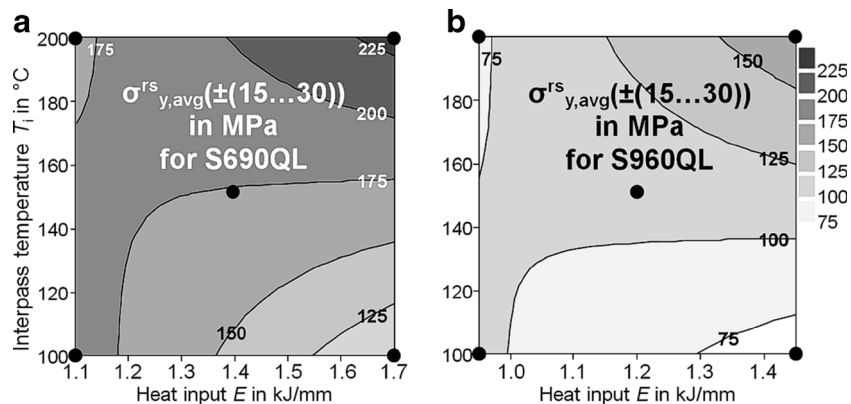 a
200
180
160
140
120
100
Interpass temperature Ti in °C
175
225
200
σrs y,avg(±(15...30))
in MPa
for S690QL
175
150
125
1.1 1.2 1.3 1.4 1.5 1.6 1.7
Heat input E in kJ/mm
b
200
180
160
140
120
100
75
150
σrs y,avg(±(15...30))
in MPa
for S960QL
125
100
75
1.0 1.1 1.2 1.3 1.4
Heat input E in kJ/mm
225
200
175
150
125
100
75